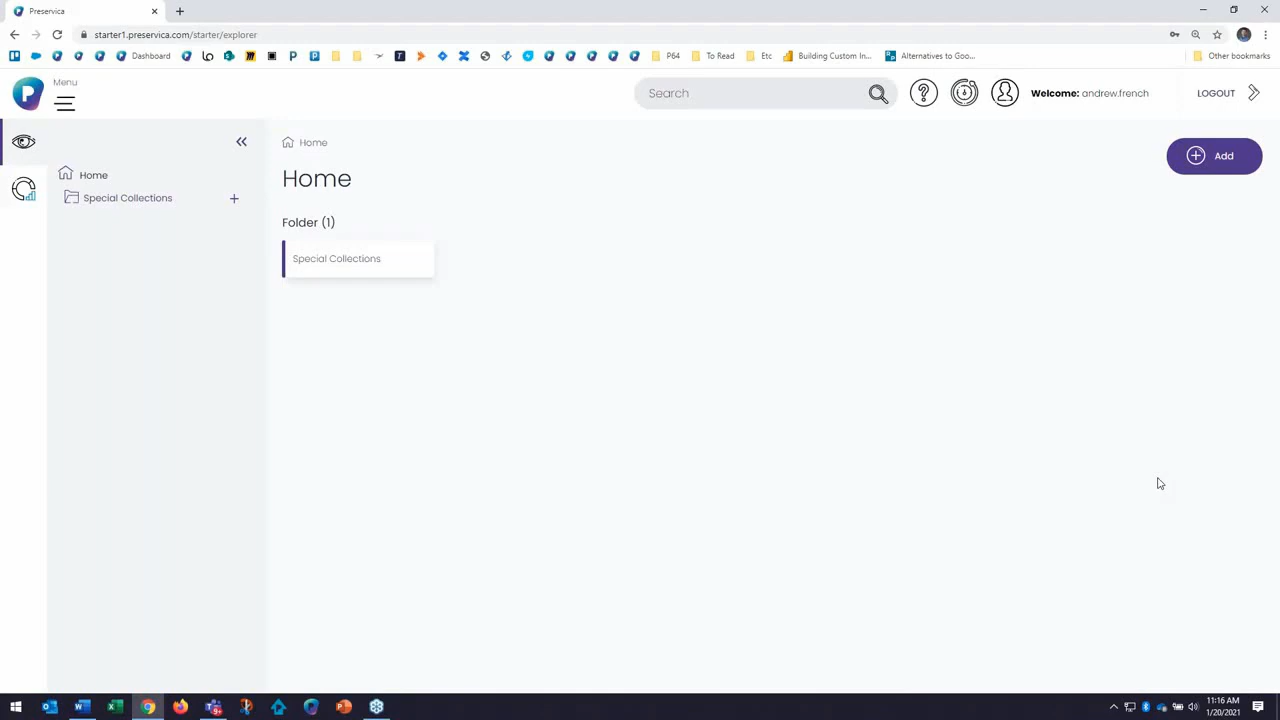 Preservica
starter1.preservica.com/starter/explorer
Dashboard
P64
To Read
Etc
Building Custom In...
Alternatives to Goo...
Other bookmarks
Menu
Search
Welcome: andrew.french
LOGOUT
Home
Special Collections
Home
Add
Home
Folder (1)
Special Collections
11:16 AM
1/20/2021